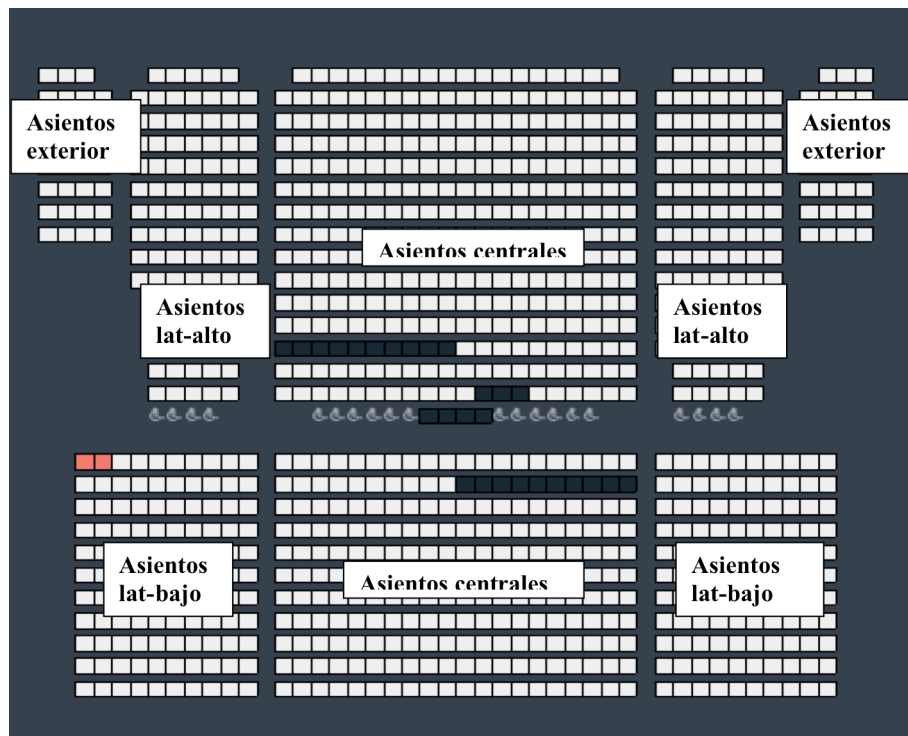 Asientos
exterior
Asientos
exterior
Asientos centrales
Asientos
lat-alto
Asientos
lat-alto
Asientos
lat-bajo
Asientos centrales
Asientos
lat-bajo